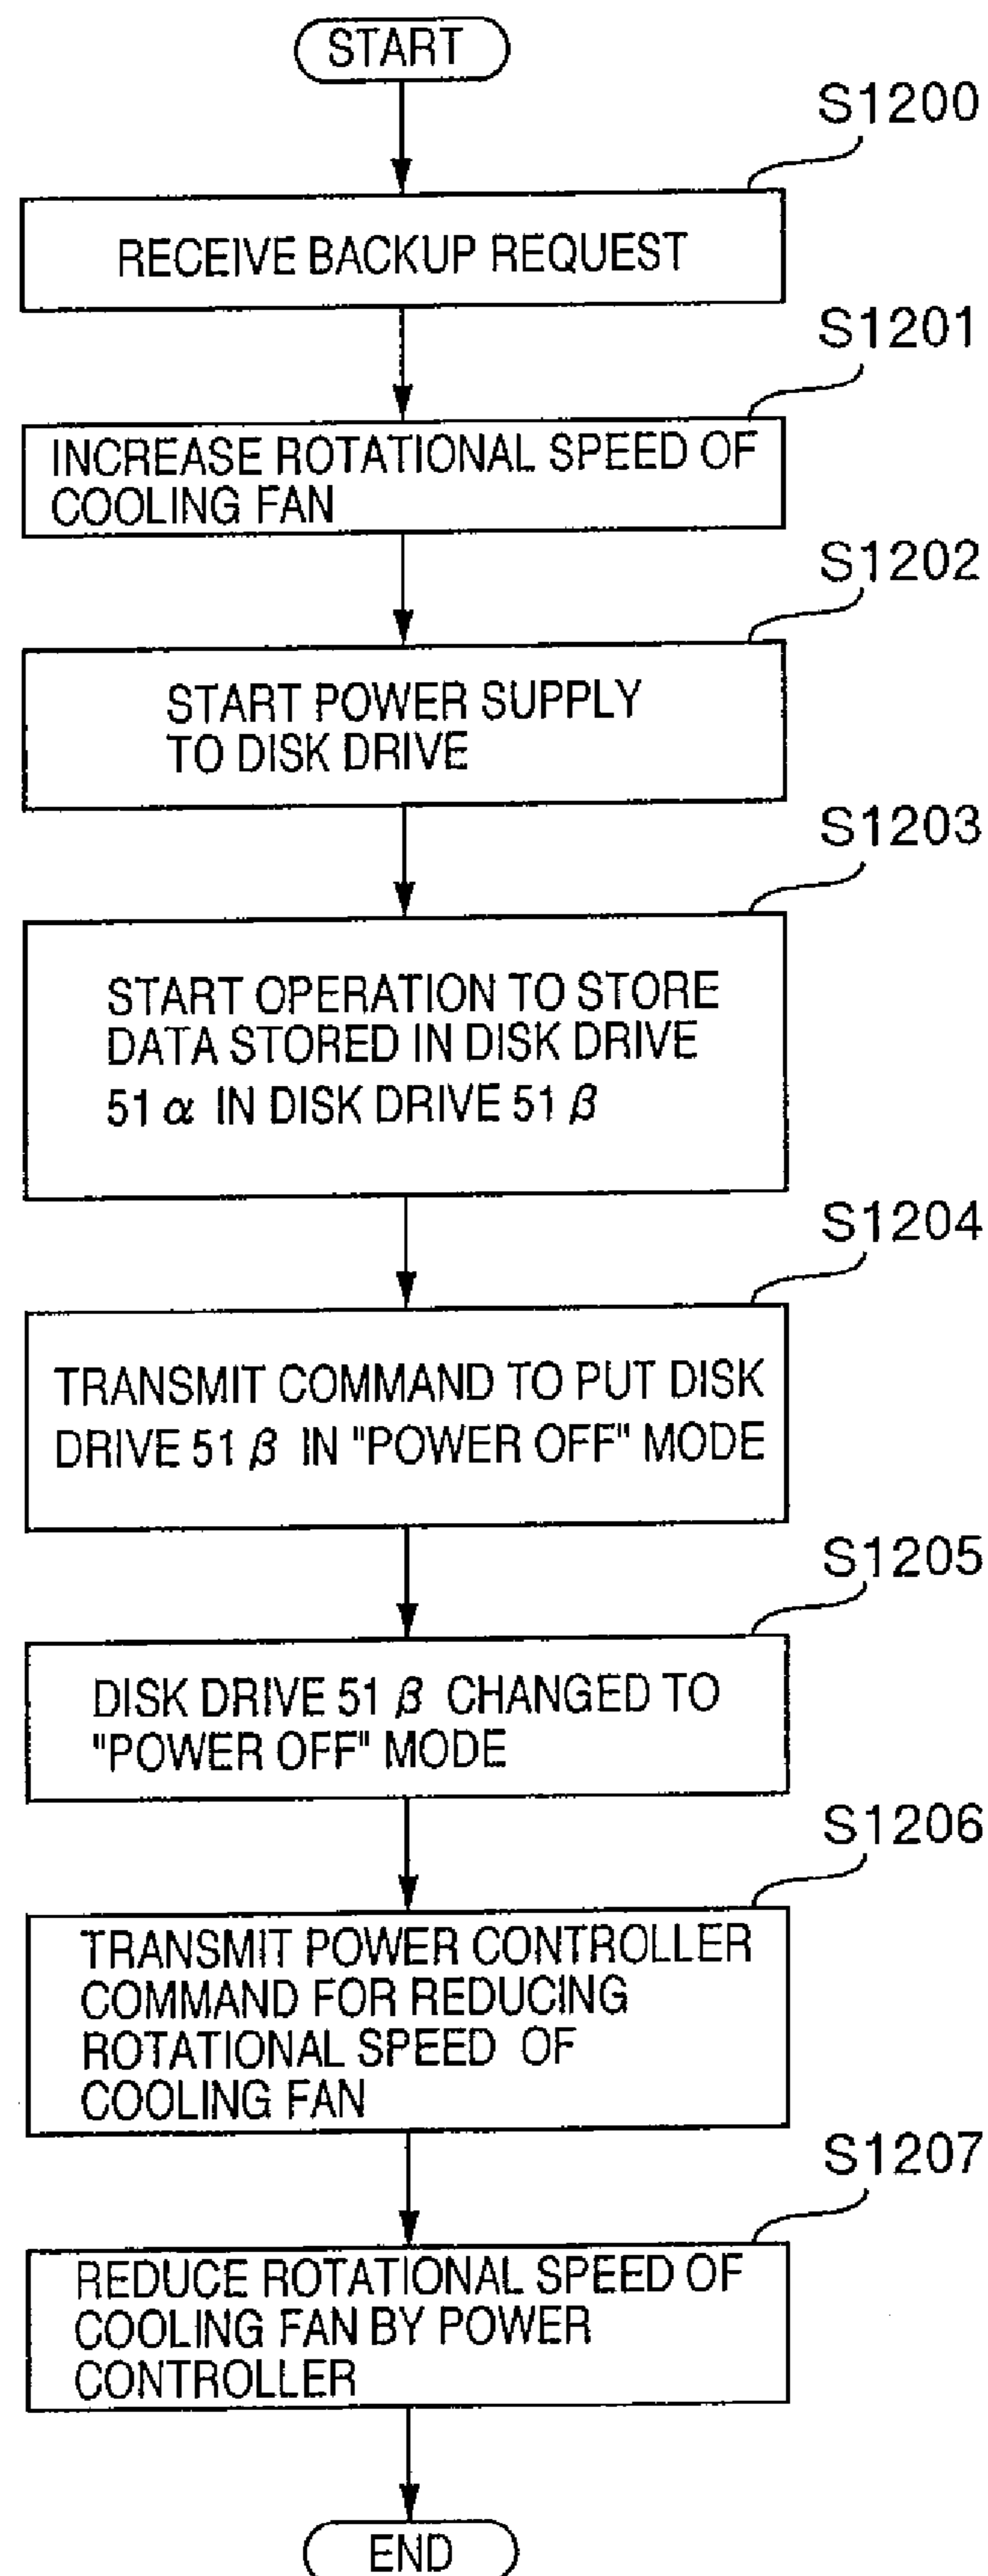 START
S1200
RECEIVE BACKUP REQUEST
S1201
INCREASE ROTATIONAL SPEED OF
COOLING FAN
S1202
START POWER SUPPLY
TO DISK DRIVE
S1203
START OPERATION TO STORE
DATA STORED IN DISK DRIVE
51 α IN DISK DRIVE 51 β
S1204
TRANSMIT COMMAND TO PUT DISK
DRIVE 51 β IN "POWER OFF" MODE
S1205
DISK DRIVE 51 β CHANGED TO
"POWER OFF" MODE
S1206
TRANSMIT POWER CONTROLLER
COMMAND FOR REDUCING
ROTATIONAL SPEED OF
COOLING FAN
S1207
REDUCE ROTATIONAL SPEED OF
COOLING FAN BY POWER
CONTROLLER
END